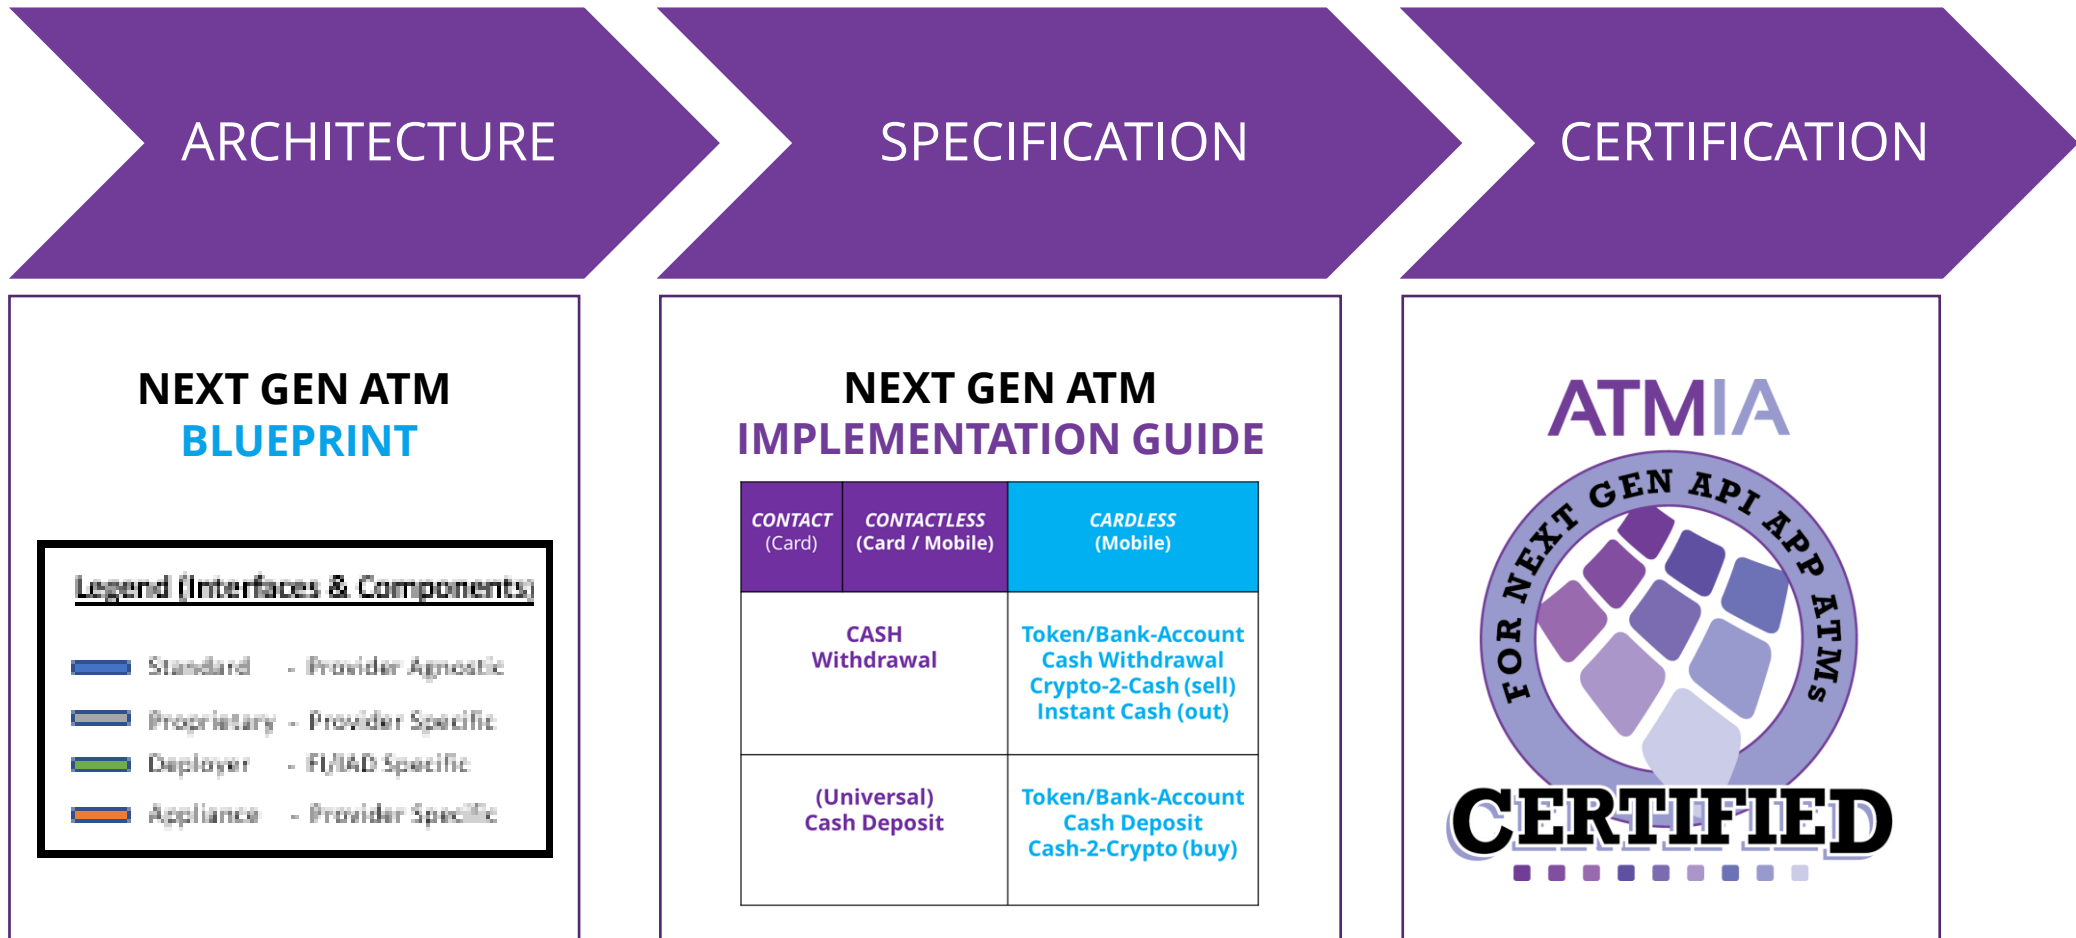 ARCHITECTURE
SPECIFICATION
CERTIFICATION
NEXT GEN ATM
BLUEPRINT
Legend (Interfaces & Components)
Standard - Provider Agnostic
Proprietary - Provider Specific
Deployer - FI/IAD Specific
Appliance - Provider Specific
NEXT GEN ATM
IMPLEMENTATION GUIDE
CONTACT
(Card)
CONTACTLESS
(Card / Mobile)
CARDLESS
(Mobile)
CASH
Withdrawal
Token/Bank-Account
Cash Withdrawal
Crypto-2-Cash (sell)
Instant Cash (out)
(Universal)
Cash Deposit
Token/Bank-Account
Cash Deposit
Cash-2-Crypto (buy)
ATMIA
FOR NEXT GEN API APP ATMs
CERTIFIED